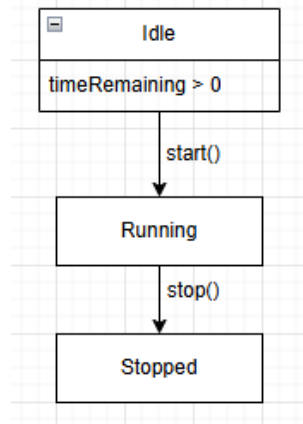 Idle
timeRemaining > 0
start()
Running
stop()
Stopped